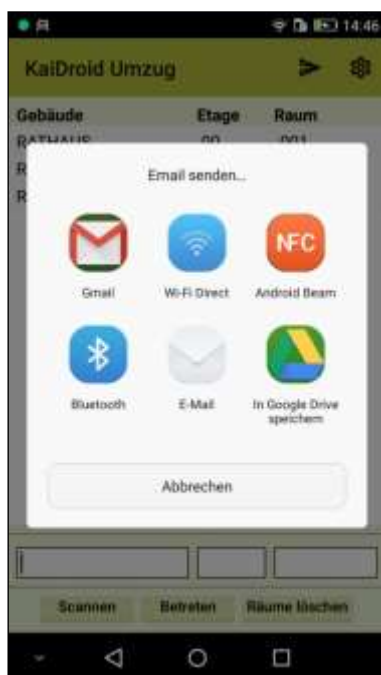 14:46
KaiDroid Umzug
Gebäude Etage Raum
RATHAUS 00 001
R
R
Email senden...
NFC
Gmail Wi-Fi Direct Android Beam
Bluetooth E-Mail In Google Drive
speichern
Abbrechen
Scannen Betreten Räume löschen